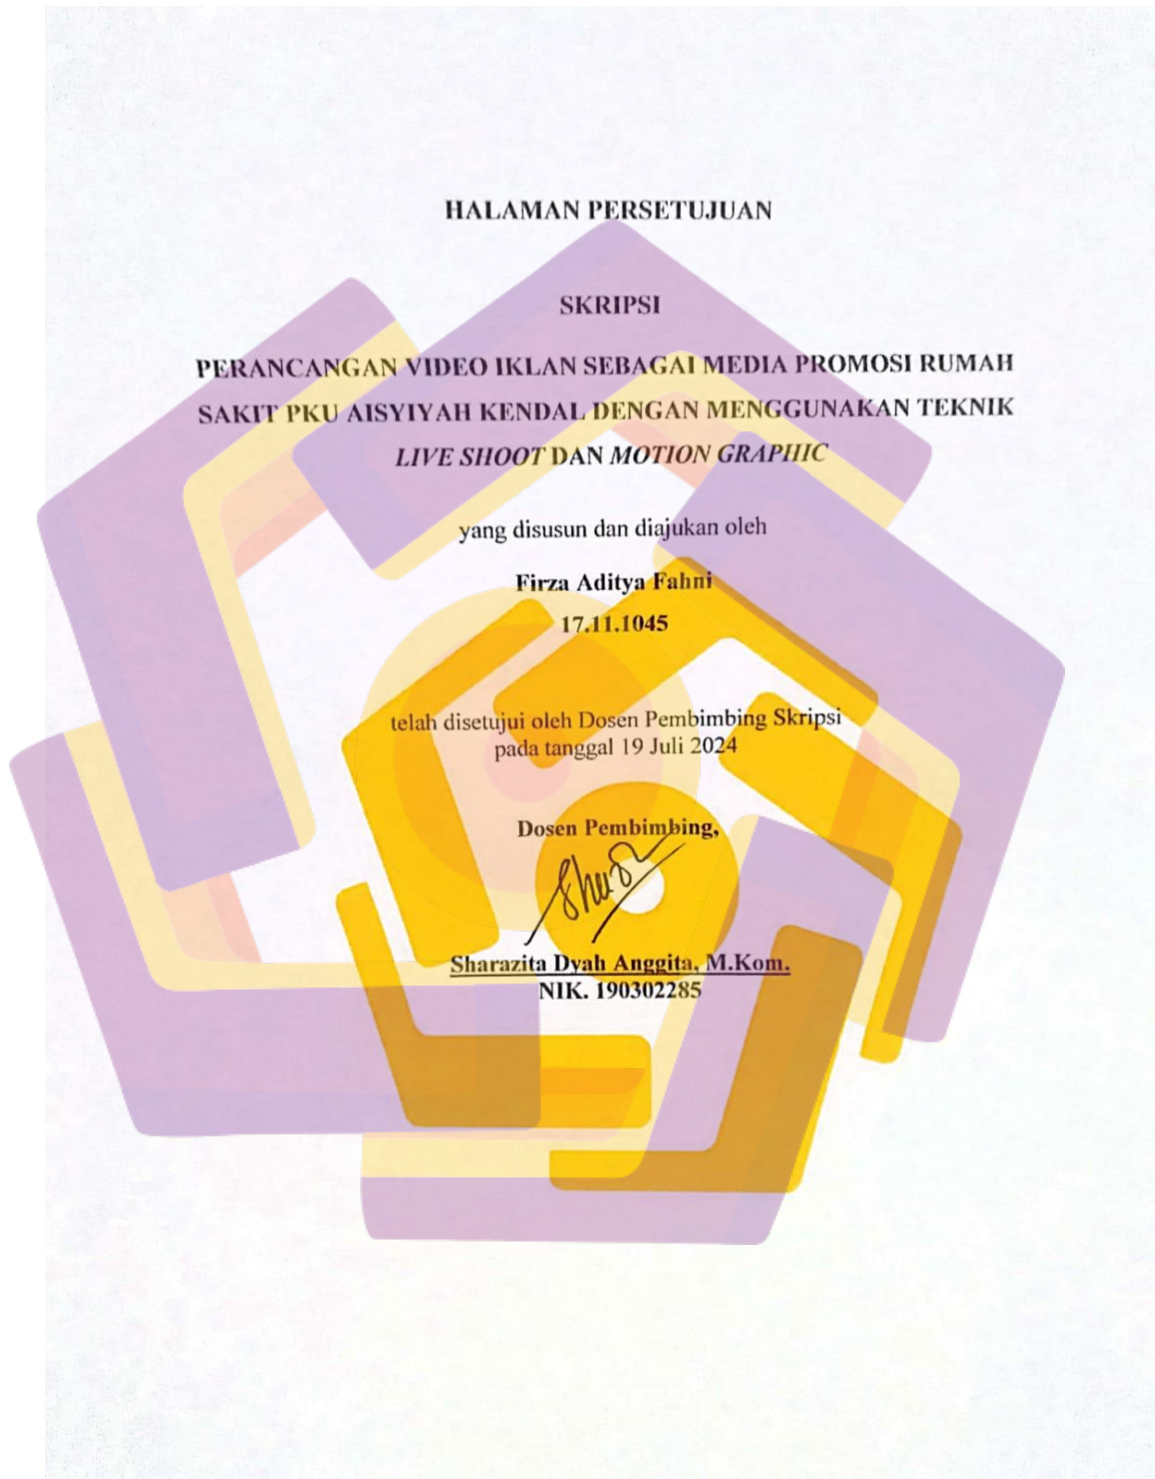 HALAMAN PERSETUJUAN
SKRIPSI
PERANCANGAN VIDEO IKLAN SEBAGAI MEDIA PROMOSI RUMAH
SAKIT PKU AISYIYAH KENDAL DENGAN MENGGUNAKAN TEKNIK
LIVE SHOOT DAN MOTION GRAPHIC
yang disusun dan diajukan oleh
Firza Aditya Fahni
17.11.1045
telah disetujui oleh Dosen Pembimbing Skripsi
pada tanggal 19 Juli 2024
Dosen Pembimbing,
Sharazita Dyah Anggita, M.Kom.
NIK. 190302285